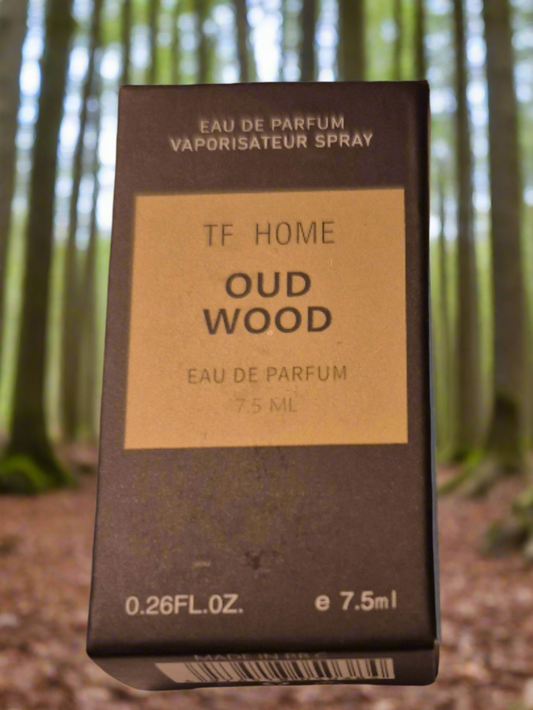 EAU DE PARFUM
VAPORISATEUR SPRAY
TF HOME
OUD
WOOD
EAU DE PARFUM
7.5 ML
0.26FL.OZ.
e 7.5ml
MADE IN P.R.C